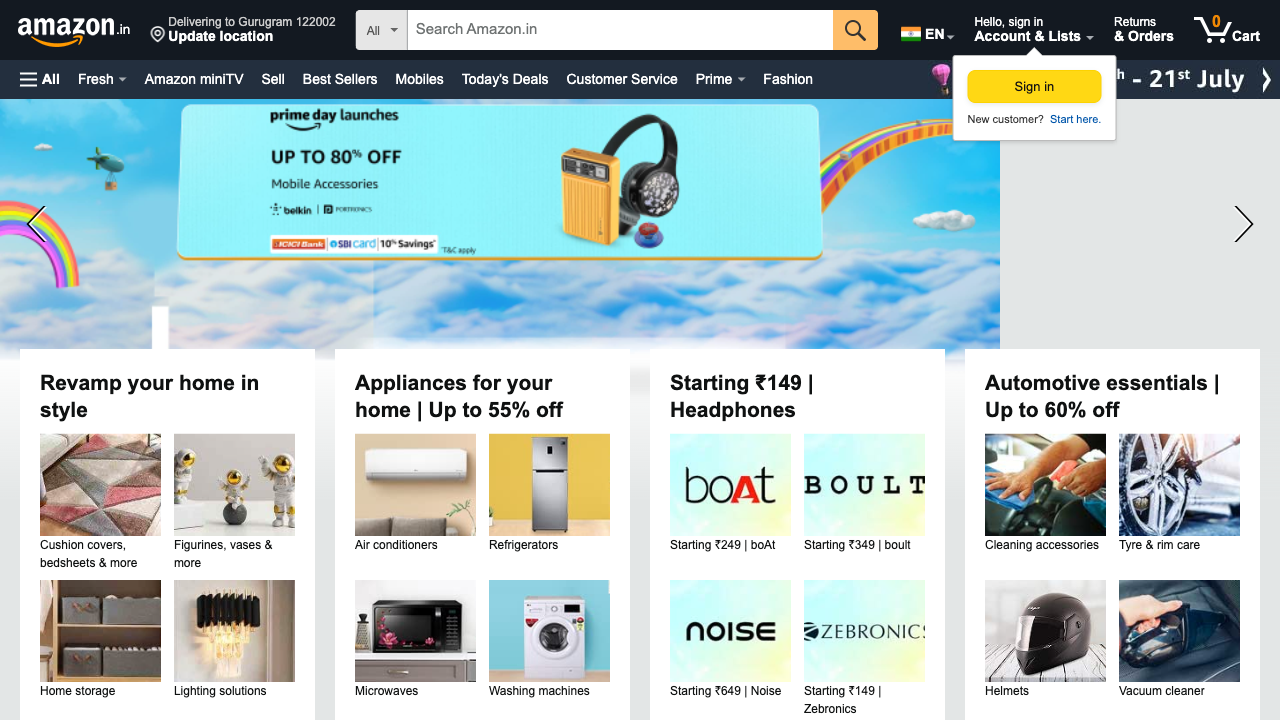 amazon.in
Delivering to Gurugram 122002
Update location
All
Search Amazon.in
EN
Hello, sign in
Account & Lists
Returns
& Orders
0
Cart
All
Fresh
Amazon miniTV
Sell
Best Sellers
Mobiles
Today's Deals
Customer Service
Prime
Fashion
h - 21st July
Sign in
New customer? Start here.
prime day launches
UP TO 80% OFF
Mobile Accessories
belkin | PORTRONICS
ICICI Bank SBI card 10% Savings*
*T&C apply
Revamp your home in
style
Cushion covers,
bedsheets & more
Figurines, vases &
more
Home storage
Lighting solutions
Appliances for your
home | Up to 55% off
Air conditioners
Refrigerators
Microwaves
Washing machines
Starting ₹149 |
Headphones
boAt
BOULT
Starting ₹249 | boAt
Starting ₹349 | boult
noise
ZEBRONICS
Starting ₹649 | Noise
Starting ₹149 |
Zebronics
Automotive essentials |
Up to 60% off
Cleaning accessories
Tyre & rim care
Helmets
Vacuum cleaner